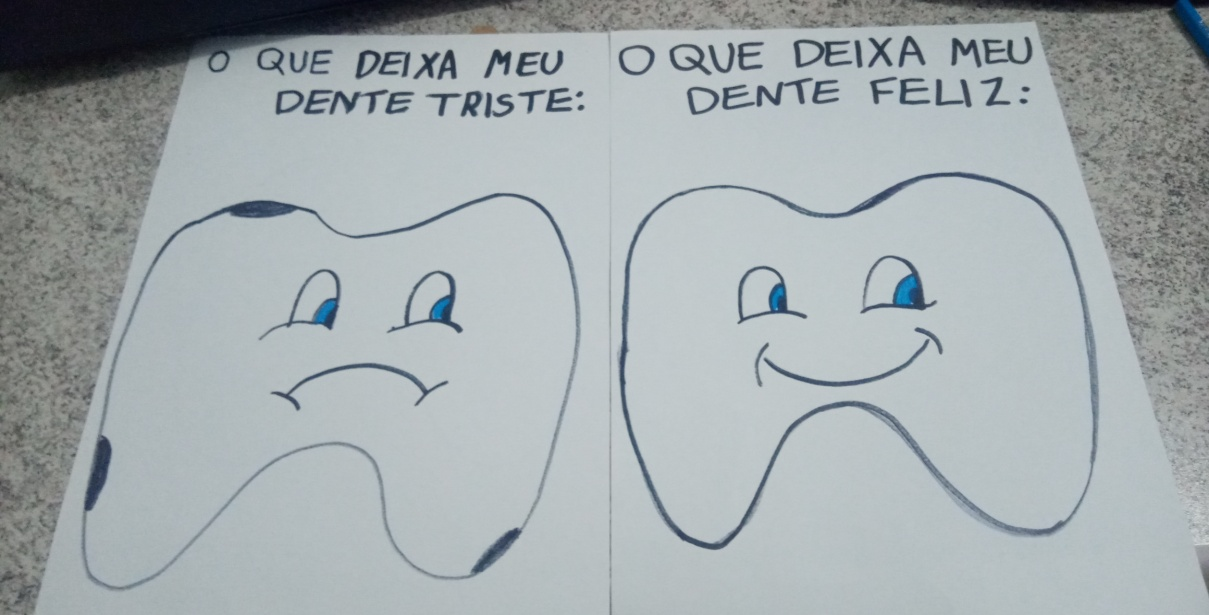 O QUE DEIXA MEU
DENTE TRISTE:
O QUE DEIXA MEU
DENTE FELIZ: